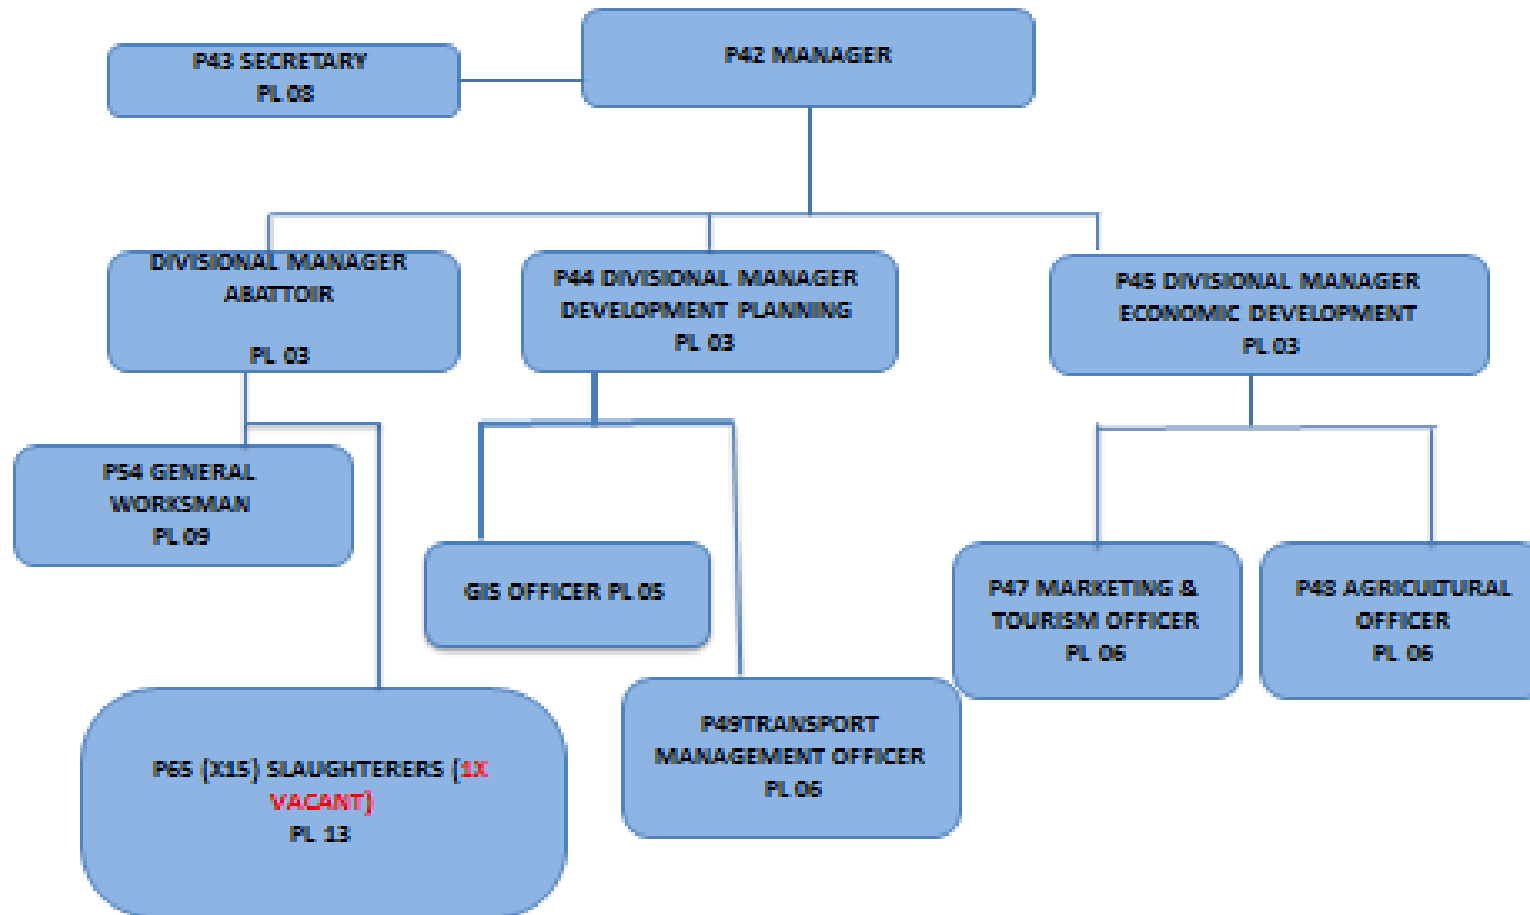 P43 SECRETARY
PL 08
P42 MANAGER
DIVISIONAL MANAGER
ABATTOIR
PL 03
P44 DIVISIONAL MANAGER
DEVELOPMENT PLANNING
PL 03
P45 DIVISIONAL MANAGER
ECONOMIC DEVELOPMENT
PL 03
P54 GENERAL
WORKSMAN
PL 09
GIS OFFICER PL 05
P47 MARKETING &
TOURISM OFFICER
PL 06
P48 AGRICULTURAL
OFFICER
PL 06
P49TRANSPORT
MANAGEMENT OFFICER
PL 06
P65 (X15) SLAUGHTERERS (1X
VACANT)
PL 13